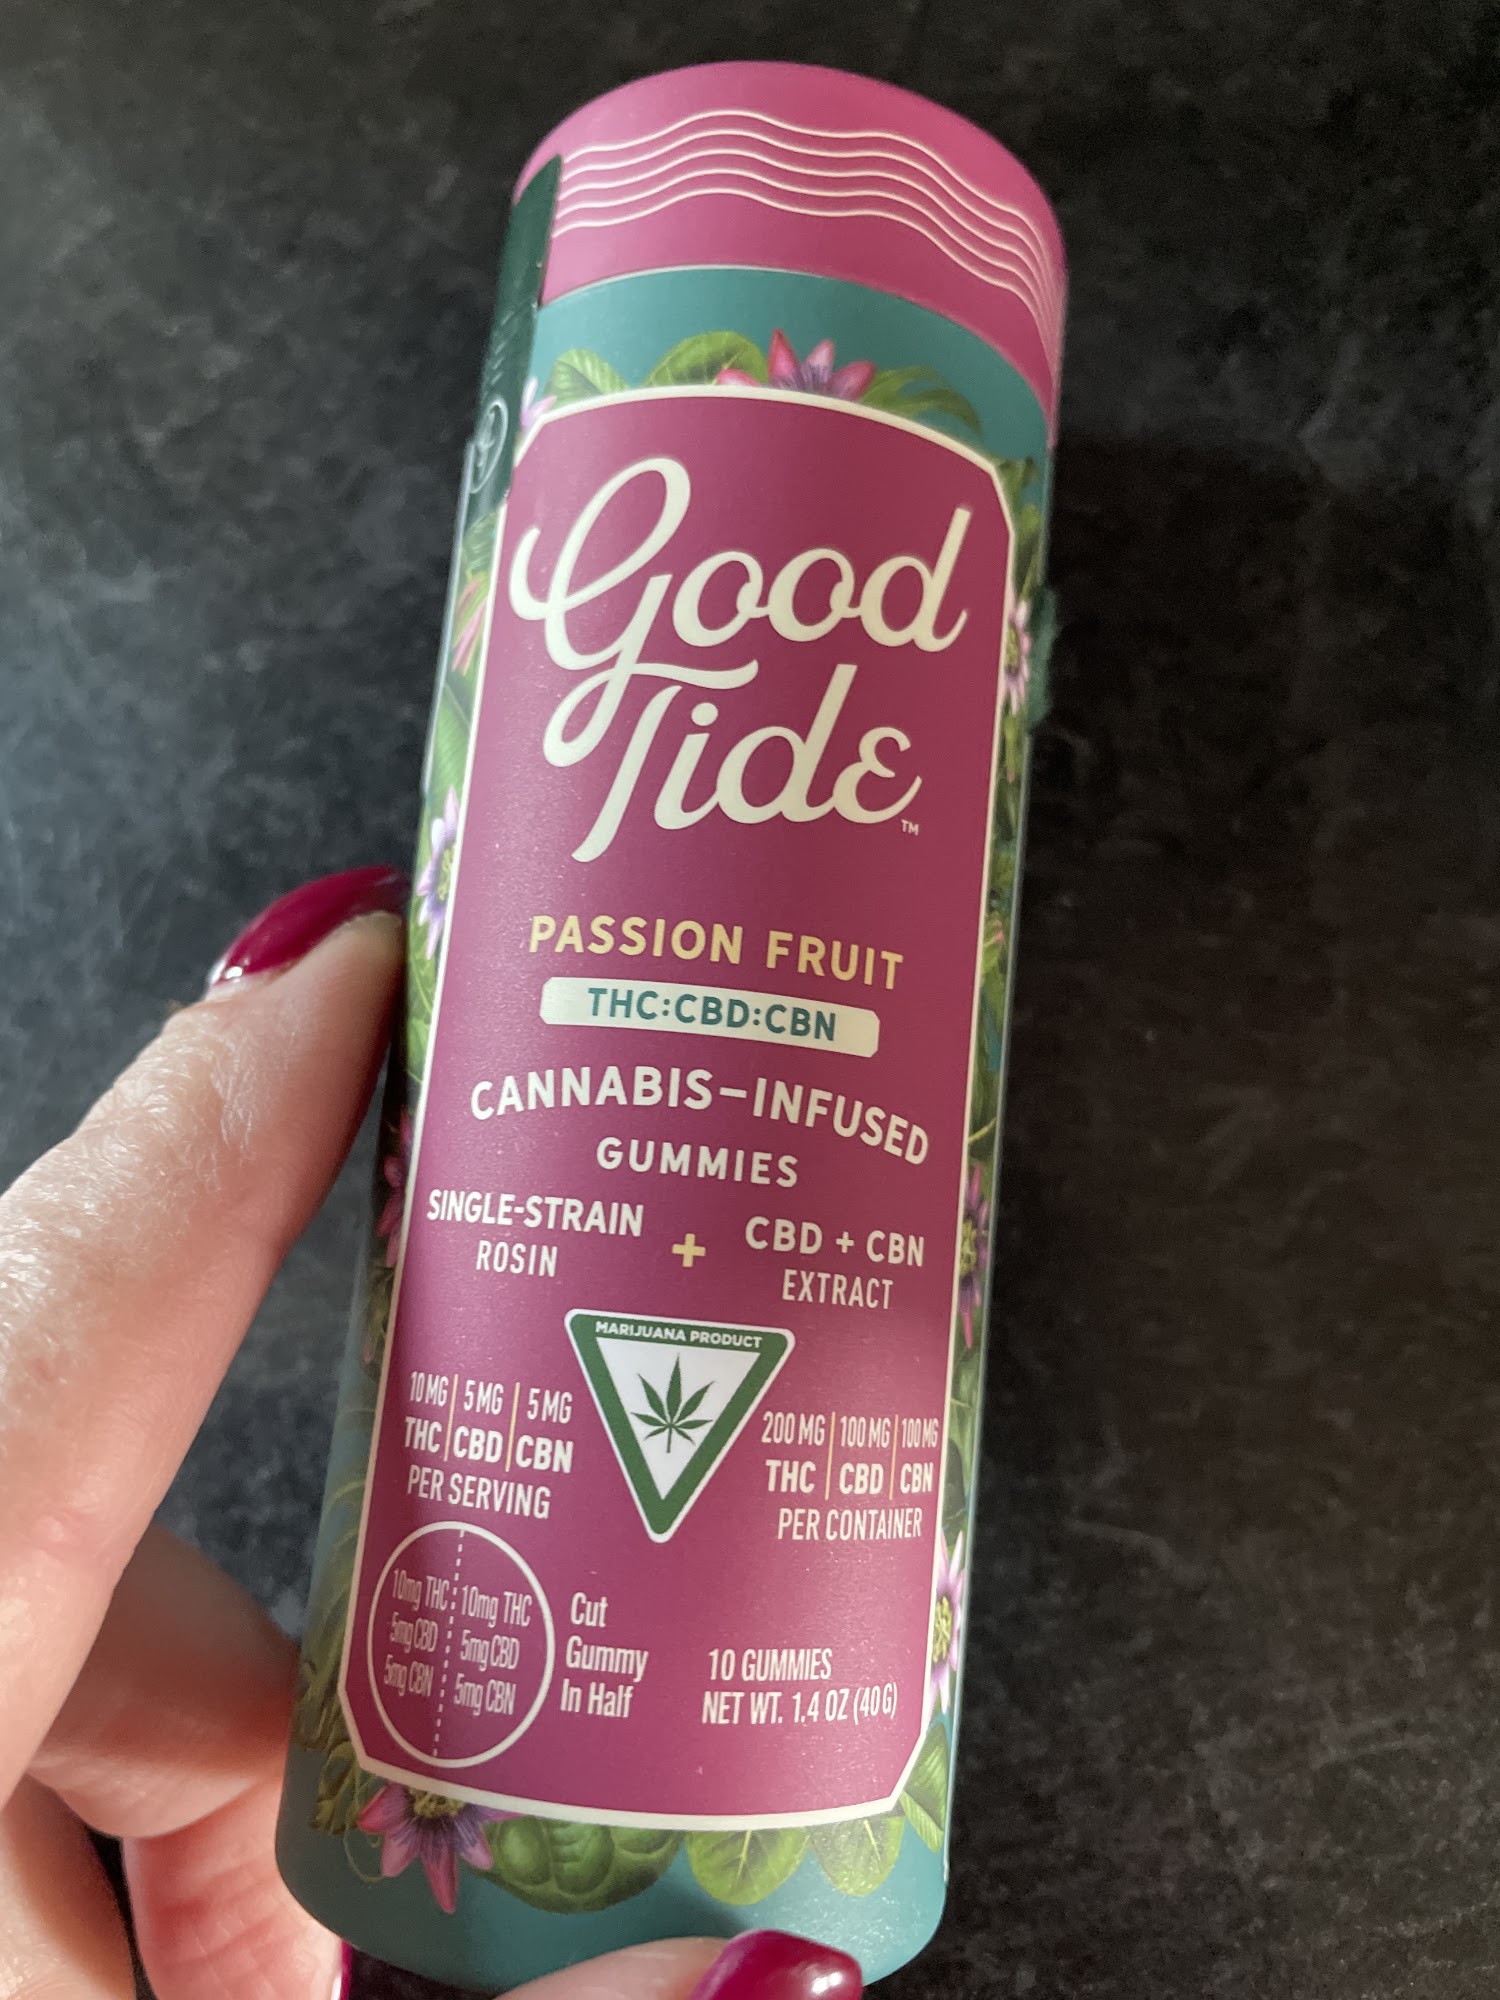 Good
Tide™
PASSION FRUIT
THC:CBD:CBN
CANNABIS-INFUSED
GUMMIES
SINGLE-STRAIN
ROSIN
+
CBD + CBN
EXTRACT
MARIJUANA PRODUCT
10 MG | 5 MG | 5 MG
THC | CBD | CBN
PER SERVING
200 MG | 100 MG | 100 MG
THC | CBD | CBN
PER CONTAINER
10mg THC
5mg CBD
5mg CBN
10mg THC
5mg CBD
5mg CBN
Cut
Gummy
In Half
10 GUMMIES
NET WT. 1.4 OZ (40 G)